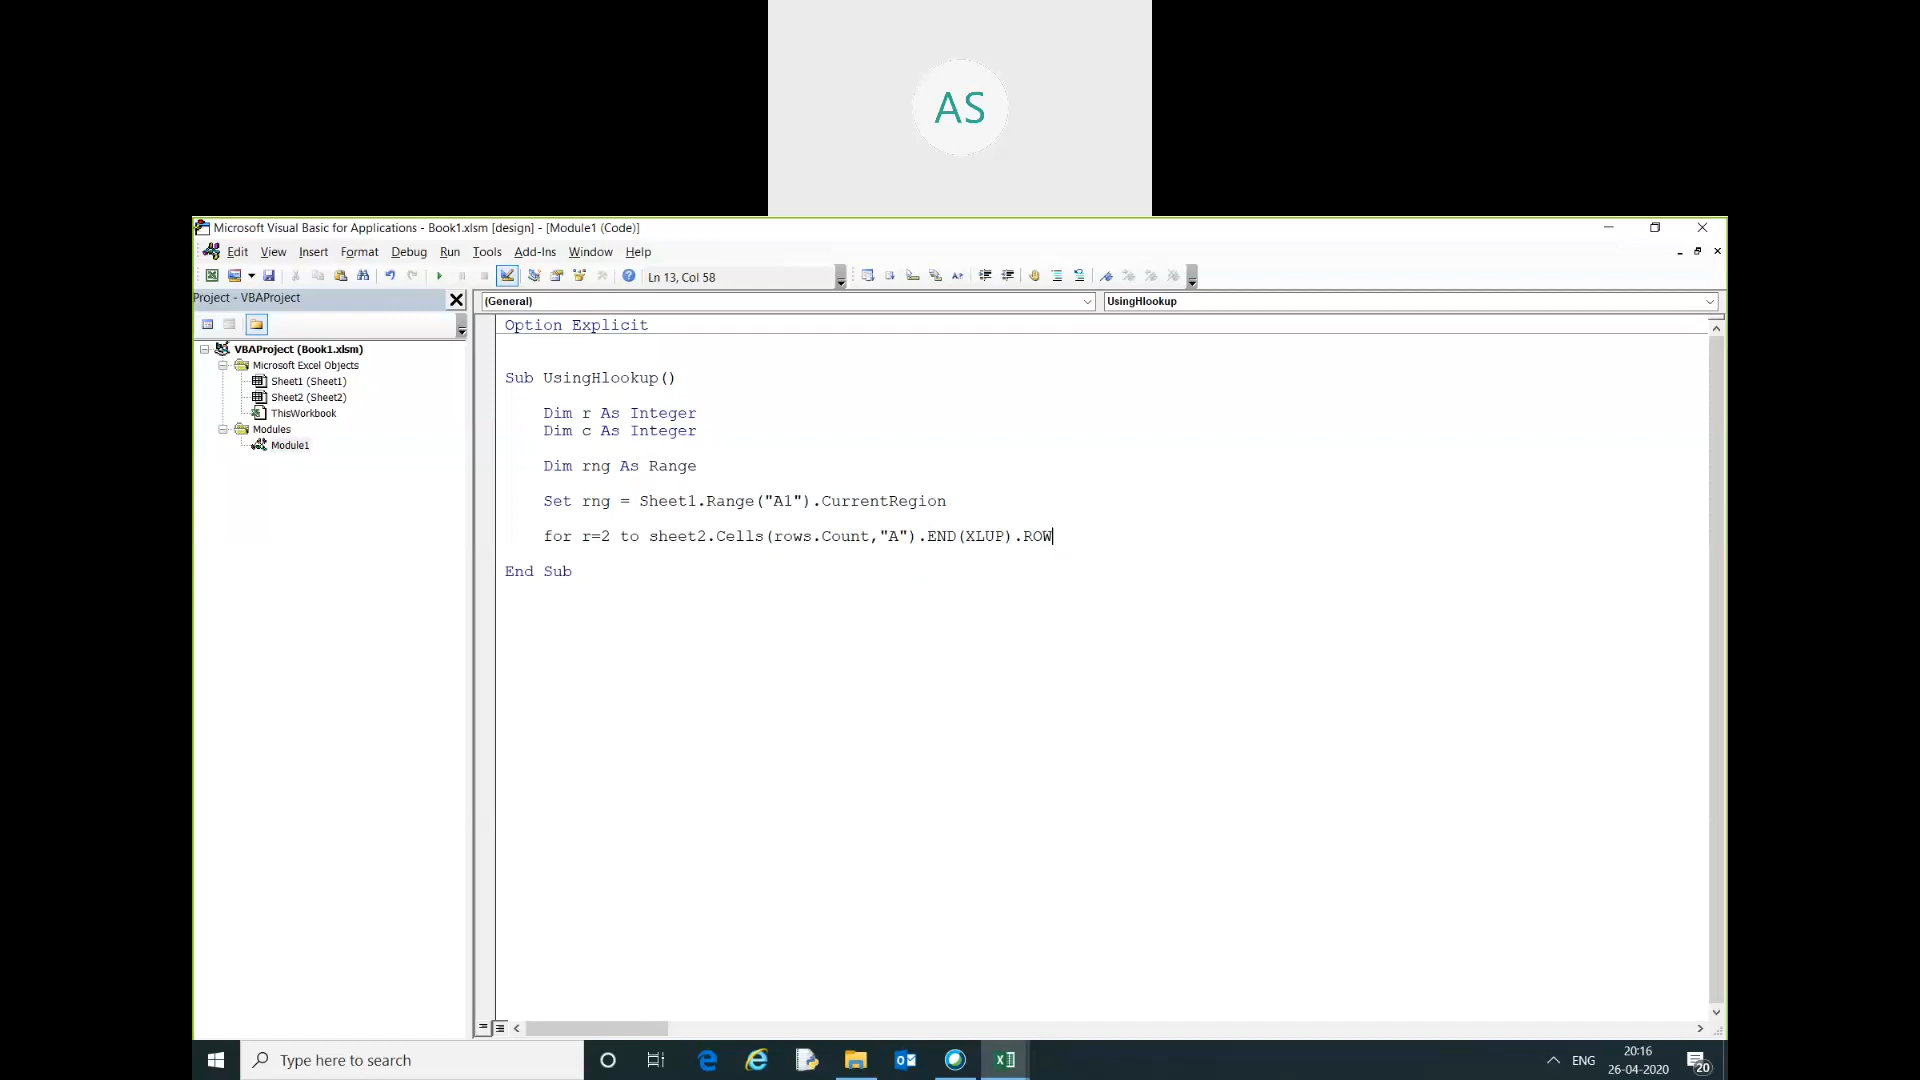 AS
Microsoft Visual Basic for Applications - Book1.xlsm [design] - [Module1 (Code)]
Edit View Insert Format Debug Run Tools Add-Ins Window Help
Ln 13, Col 58
Project - VBAProject
(General)
UsingHlookup
VBAProject (Book1.xlsm)
Microsoft Excel Objects
Sheet1 (Sheet1)
Sheet2 (Sheet2)
ThisWorkbook
Modules
Module1
Option Explicit
Sub UsingHlookup()
Dim r As Integer
Dim c As Integer
Dim rng As Range
Set rng = Sheet1.Range("A1").CurrentRegion
for r=2 to sheet2.Cells(rows.Count,"A").END(XLUP).ROW
End Sub
Type here to search
ENG
20:16
26-04-2020
20